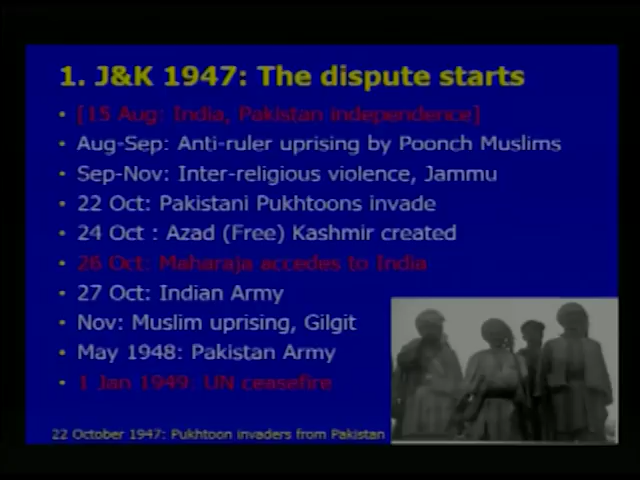 1. J&K 1947: The dispute starts
• [15 Aug: India, Pakistan independence]
• Aug-Sep: Anti-ruler uprising by Poonch Muslims
• Sep-Nov: Inter-religious violence, Jammu
• 22 Oct: Pakistani Pukhtoons invade
• 24 Oct : Azad (Free) Kashmir created
• 26 Oct: Maharaja accedes to India
• 27 Oct: Indian Army
• Nov: Muslim uprising, Gilgit
• May 1948: Pakistan Army
• 1 Jan 1949: UN ceasefire
22 October 1947: Pukhtoon invaders from Pakistan